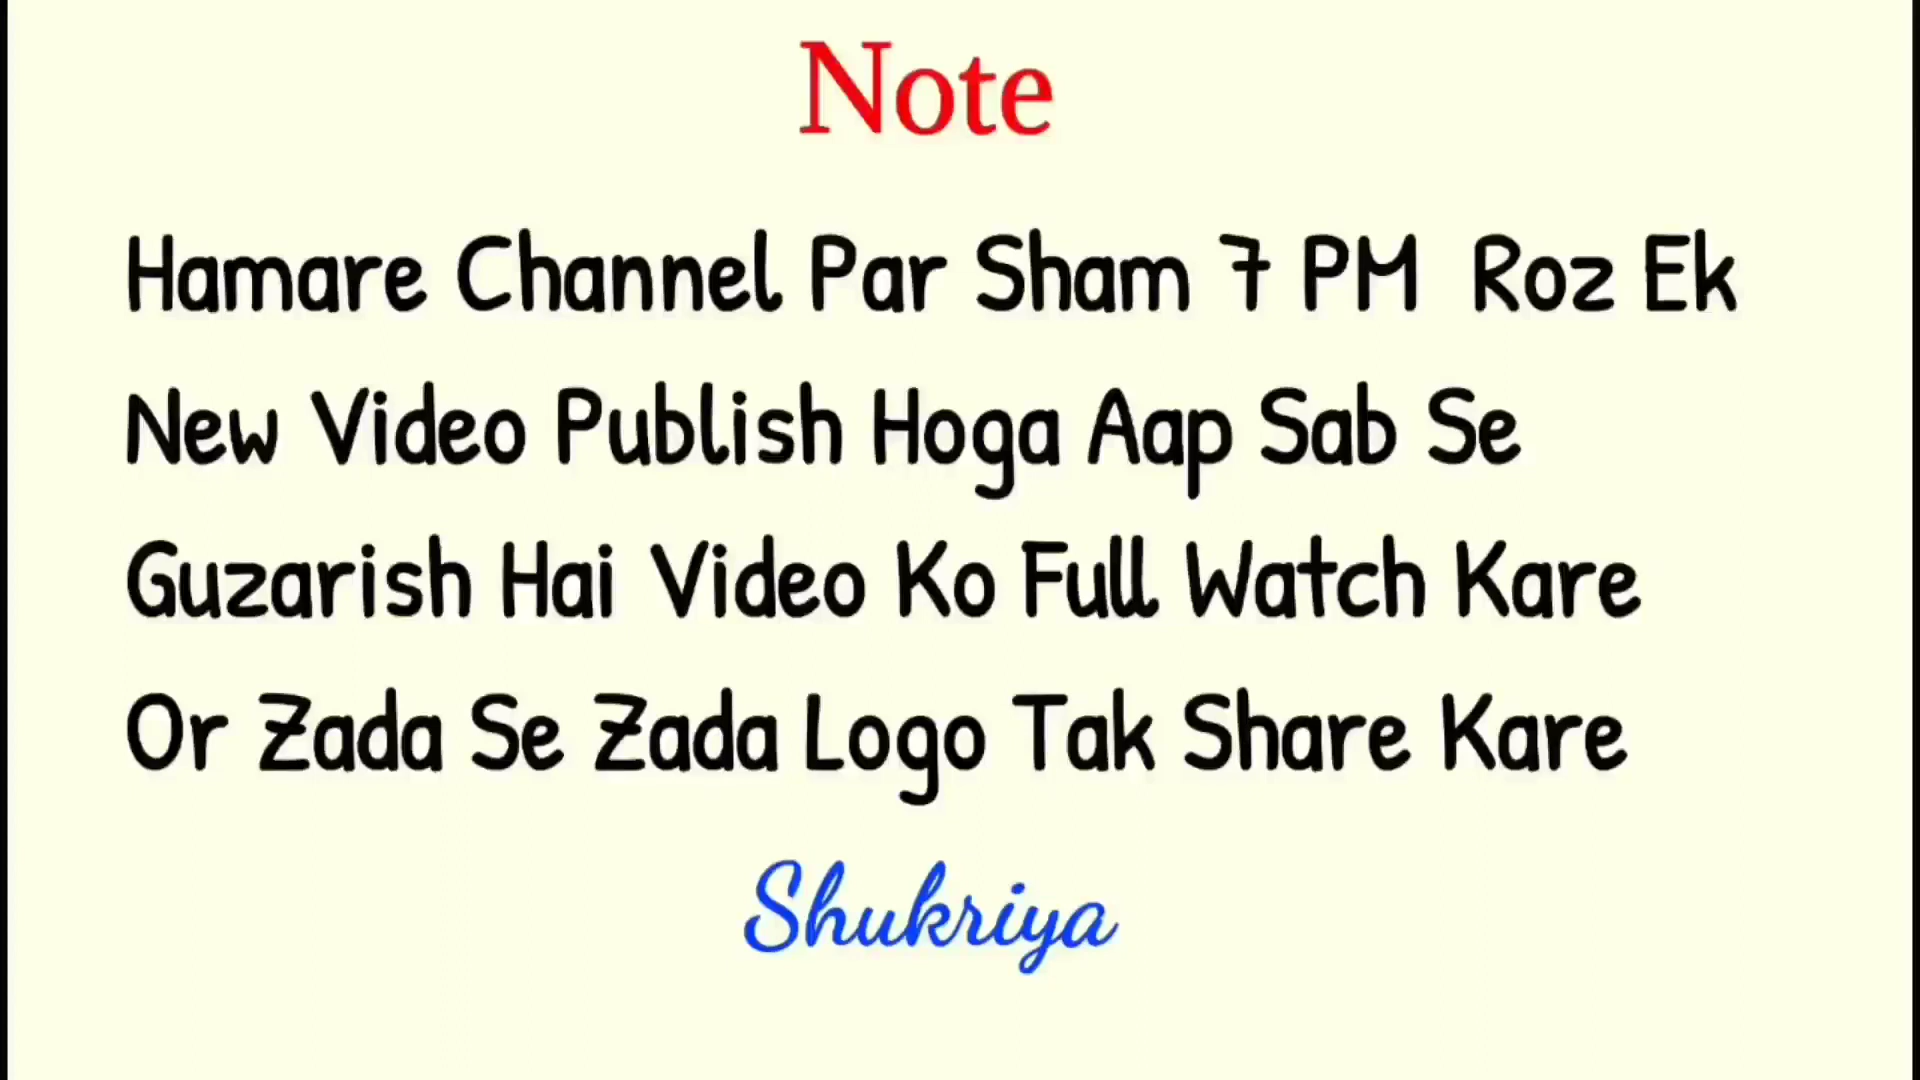 Note
Hamare Channel Par Sham 7 PM Roz Ek
New Video Publish Hoga Aap Sab Se
Guzarish Hai Video Ko Full Watch Kare
Or Zada Se Zada Logo Tak Share Kare
Shukriya